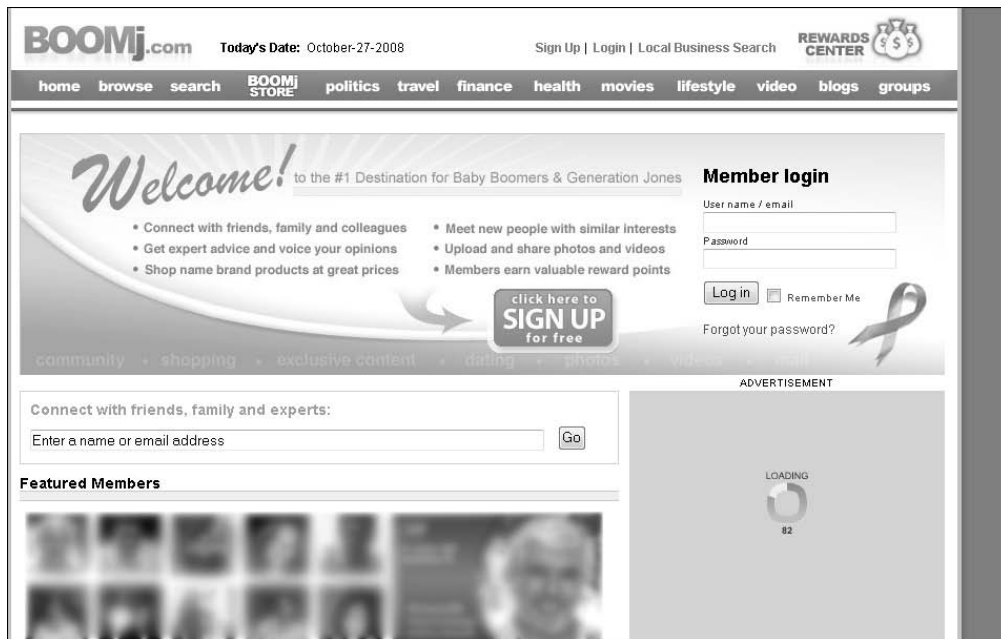 BOOMj.com Today's Date: October-27-2008 Sign Up | Login | Local Business Search REWARDS CENTER
home browse search BOOMj STORE politics travel finance health movies lifestyle video blogs groups
Welcome! to the #1 Destination for Baby Boomers & Generation Jones
• Connect with friends, family and colleagues
• Get expert advice and voice your opinions
• Shop name brand products at great prices
• Meet new people with similar interests
• Upload and share photos and videos
• Members earn valuable reward points
click here to
SIGN UP
for free
community • shopping • exclusive content • dating • photos • videos • mail
Member login
User name / email
Password
Log in Remember Me
Forgot your password?
ADVERTISEMENT
Connect with friends, family and experts:
Enter a name or email address Go
LOADING
82
Featured Members